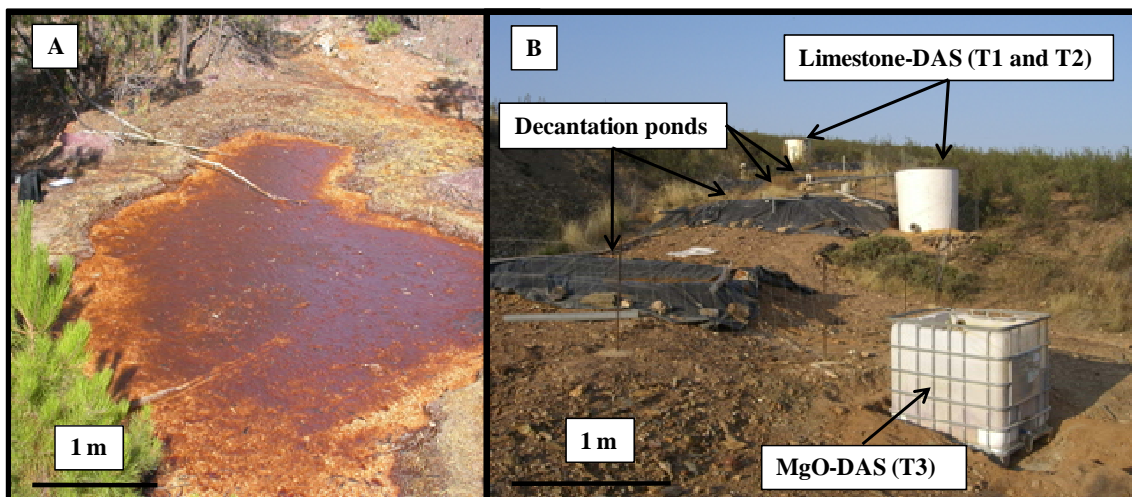 A
1 m
B
Limestone-DAS (T1 and T2)
Decantation ponds
1 m
MgO-DAS (T3)